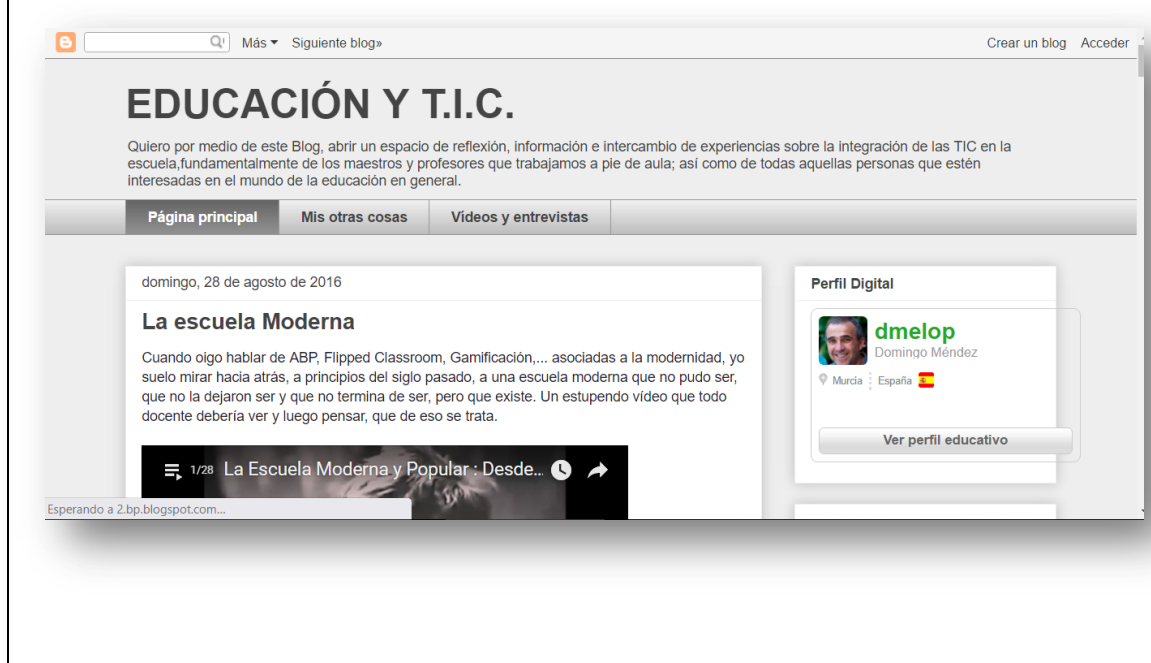 Más Siguiente blog» Crear un blog Acceder
EDUCACIÓN Y T.I.C.
Quiero por medio de este Blog, abrir un espacio de reflexión, información e intercambio de experiencias sobre la integración de las TIC en la
escuela,fundamentalmente de los maestros y profesores que trabajamos a pie de aula; así como de todas aquellas personas que estén
interesadas en el mundo de la educación en general.
Página principal Mis otras cosas Vídeos y entrevistas
domingo, 28 de agosto de 2016
La escuela Moderna
Cuando oigo hablar de ABP, Flipped Classroom, Gamificación,... asociadas a la modernidad, yo
suelo mirar hacia atrás, a principios del siglo pasado, a una escuela moderna que no pudo ser,
que no la dejaron ser y que no termina de ser, pero que existe. Un estupendo vídeo que todo
docente debería ver y luego pensar, que de eso se trata.
1/28 La Escuela Moderna y Popular : Desde...
Perfil Digital
dmelop
Domingo Méndez
Murcia España
Ver perfil educativo
Esperando a 2.bp.blogspot.com...